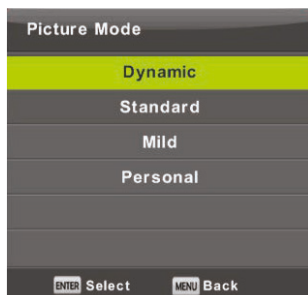 Picture Mode
Dynamic
Standard
Mild
Personal
ENTER Select MENU Back